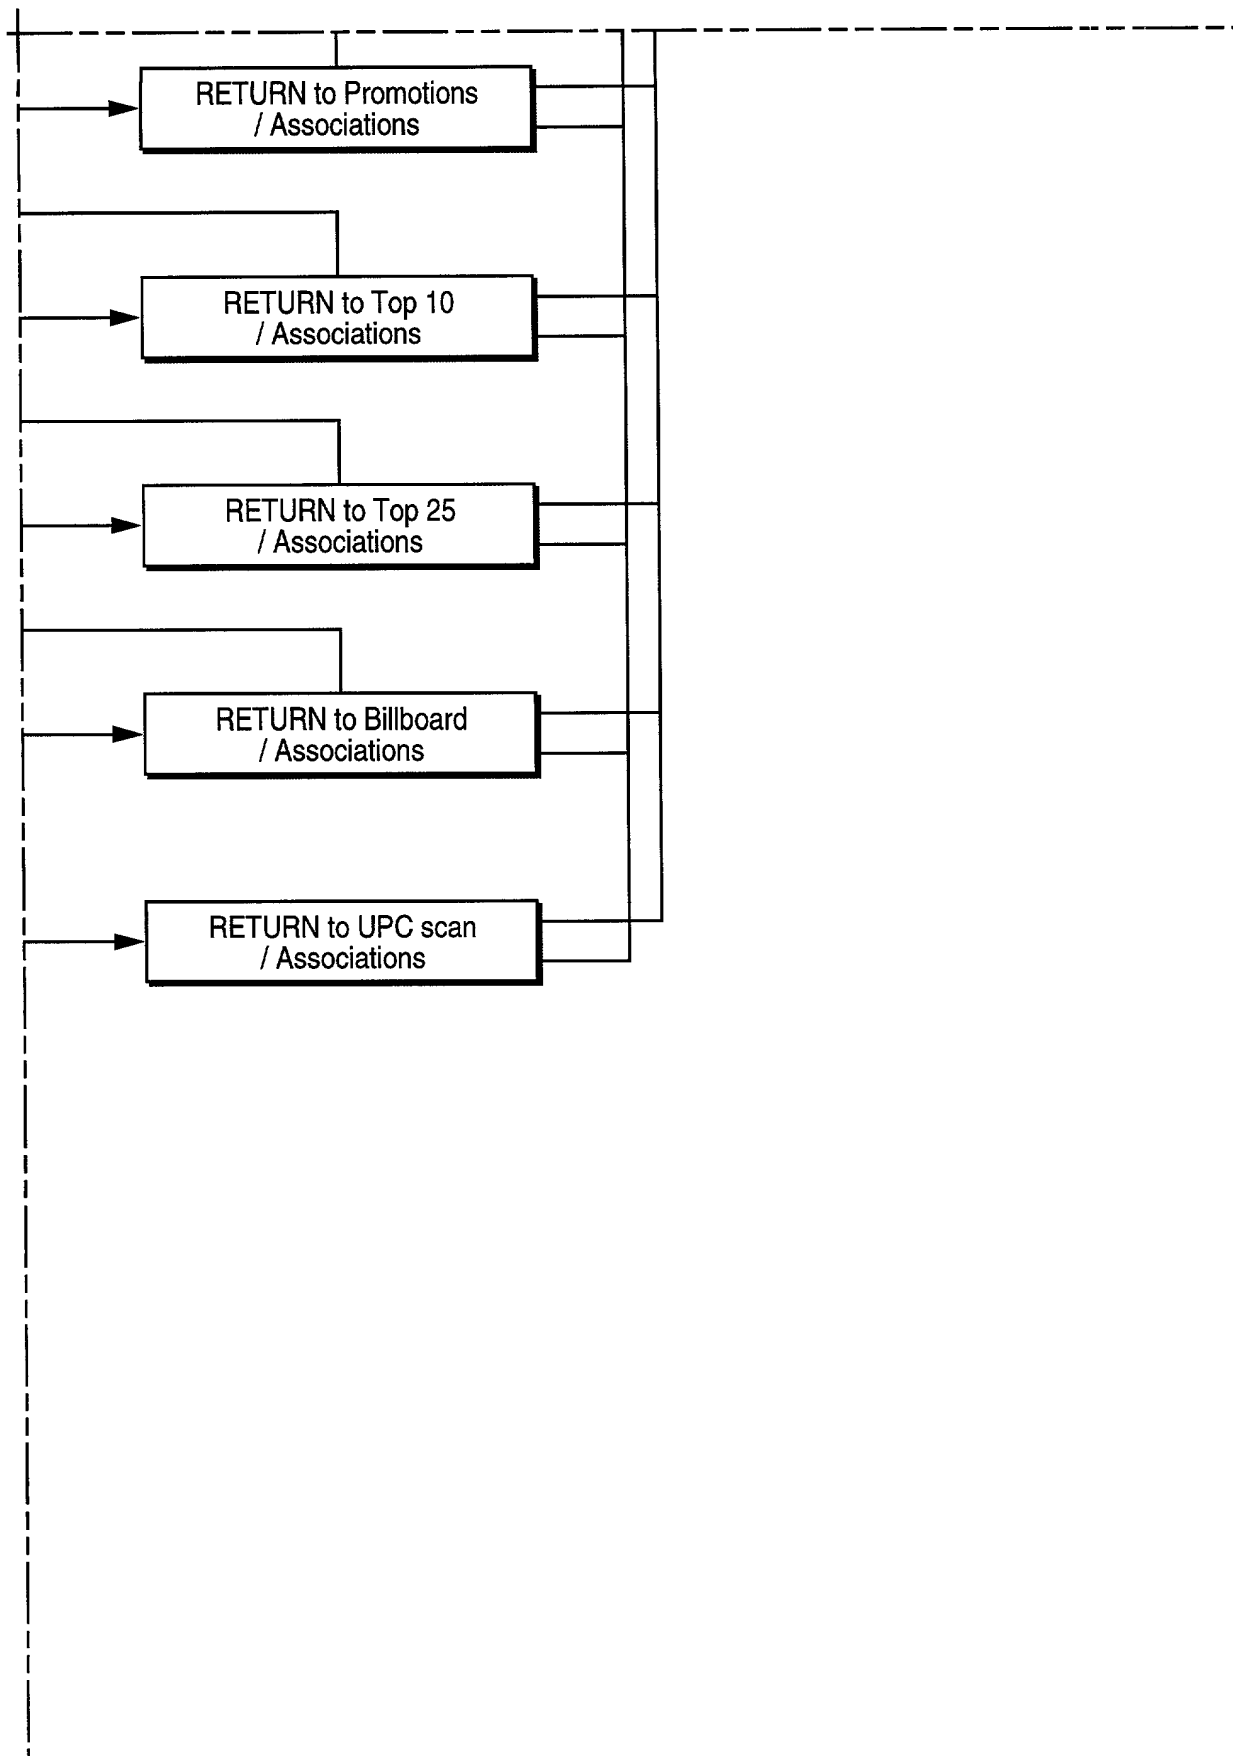 RETURN to Promotions
/ Associations
RETURN to Top 10
/ Associations
RETURN to Top 25
/ Associations
RETURN to Billboard
/ Associations
RETURN to UPC scan
/ Associations